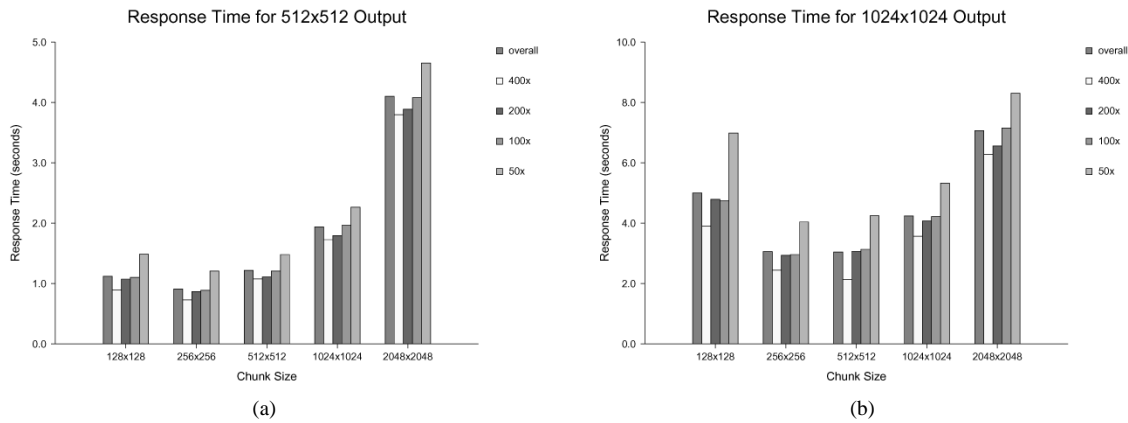 Response Time for 512x512 Output
5.0
4.0
3.0
2.0
1.0
0.0
Response Time (seconds)
128x128 256x256 512x512 1024x1024 2048x2048
Chunk Size
overall
400x
200x
100x
50x
(a)
Response Time for 1024x1024 Output
10.0
8.0
6.0
4.0
2.0
0.0
Response Time (seconds)
128x128 256x256 512x512 1024x1024 2048x2048
Chunk Size
overall
400x
200x
100x
50x
(b)